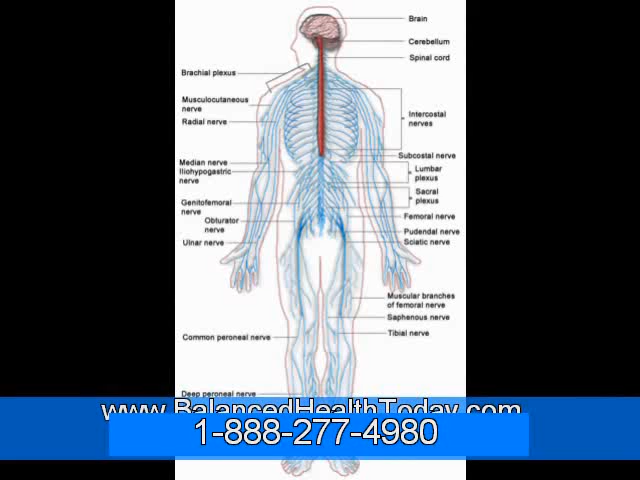 Brain
Cerebellum
Spinal cord
Brachial plexus
Musculocutaneous
nerve
Radial nerve
Intercostal
nerves
Median nerve
Iliohypogastric
nerve
Subcostal nerve
Lumbar
plexus
Sacral
plexus
Genitofemoral
nerve
Obturator
nerve
Ulnar nerve
Femoral nerve
Pudendal nerve
Sciatic nerve
Muscular branches
of femoral nerve
Saphenous nerve
Common peroneal nerve
Tibial nerve
Deep peroneal nerve
www.BalancedHealthToday.com
1-888-277-4980